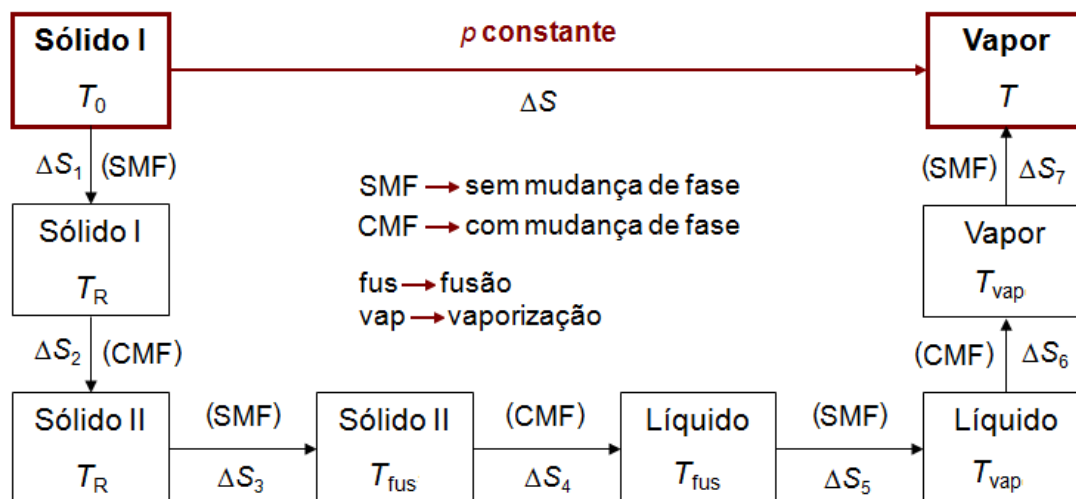 Sólido I
T0
p constante
ΔS
Vapor
T
ΔS1 (SMF)
(SMF) ΔS7
SMF → sem mudança de fase
CMF → com mudança de fase
fus → fusão
vap → vaporização
Sólido I
TR
Vapor
Tvap
ΔS2 (CMF)
(CMF) ΔS6
Sólido II
TR
(SMF)
ΔS3
Sólido II
Tfus
(CMF)
ΔS4
Líquido
Tfus
(SMF)
ΔS5
Líquido
Tvap